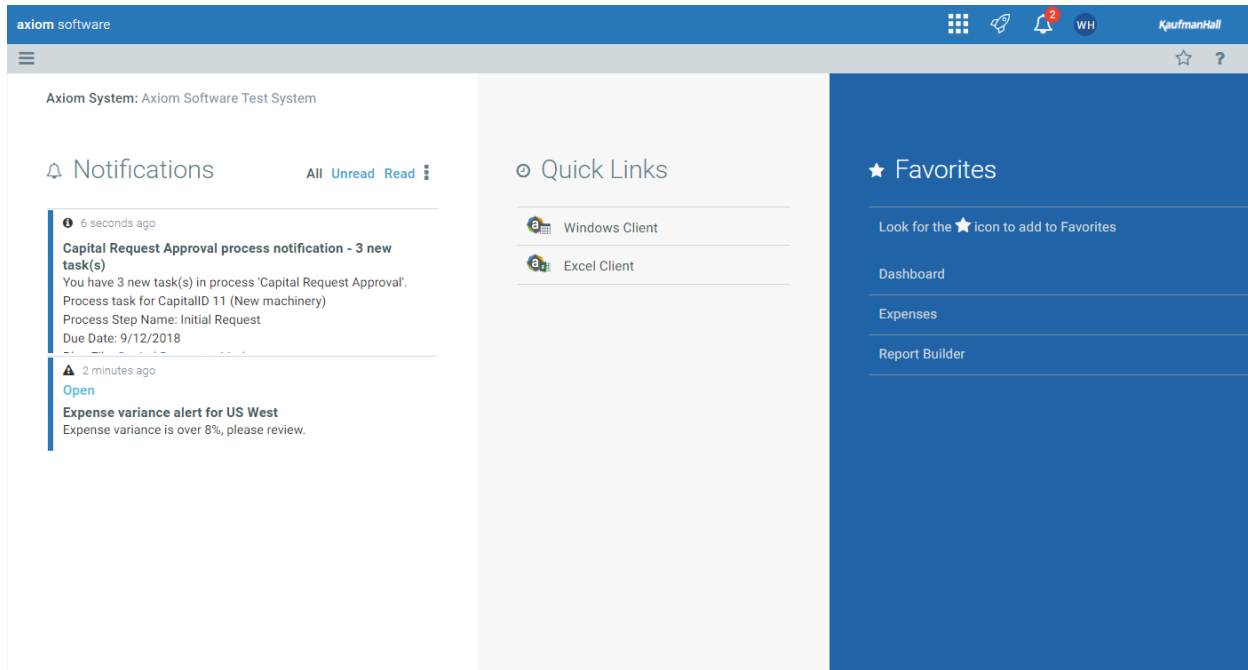 axiom software
2
WH
KaufmanHall
?
Axiom System: Axiom Software Test System
Notifications
All Unread Read
6 seconds ago
Capital Request Approval process notification - 3 new
task(s)
You have 3 new task(s) in process 'Capital Request Approval'.
Process task for CapitalID 11 (New machinery)
Process Step Name: Initial Request
Due Date: 9/12/2018
2 minutes ago
Open
Expense variance alert for US West
Expense variance is over 8%, please review.
Quick Links
Windows Client
Excel Client
Favorites
Look for the icon to add to Favorites
Dashboard
Expenses
Report Builder